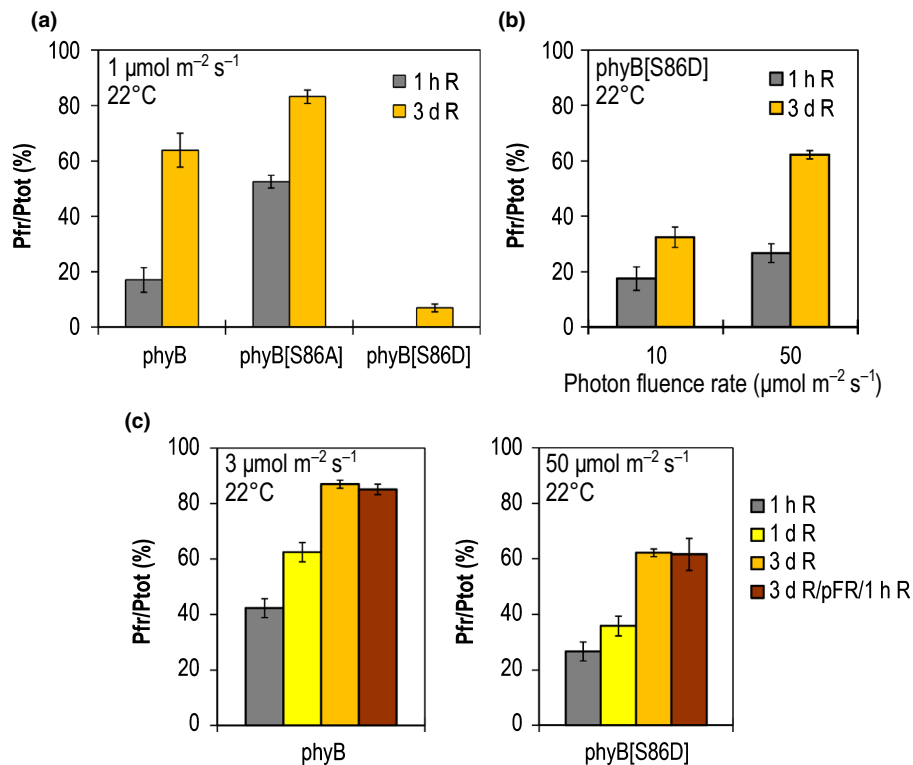 (a)
100
80
60
40
20
0
Pfr/Ptot (%)
1 µmol m⁻² s⁻¹
22°C
1 h R
3 d R
phyB
phyB[S86A]
phyB[S86D]
(b)
100
80
60
40
20
0
Pfr/Ptot (%)
phyB[S86D]
22°C
1 h R
3 d R
10
50
Photon fluence rate (µmol m⁻² s⁻¹)
(c)
100
80
60
40
20
0
Pfr/Ptot (%)
3 µmol m⁻² s⁻¹
22°C
phyB
100
80
60
40
20
0
Pfr/Ptot (%)
50 µmol m⁻² s⁻¹
22°C
phyB[S86D]
1 h R
1 d R
3 d R
3 d R/pFR/1 h R